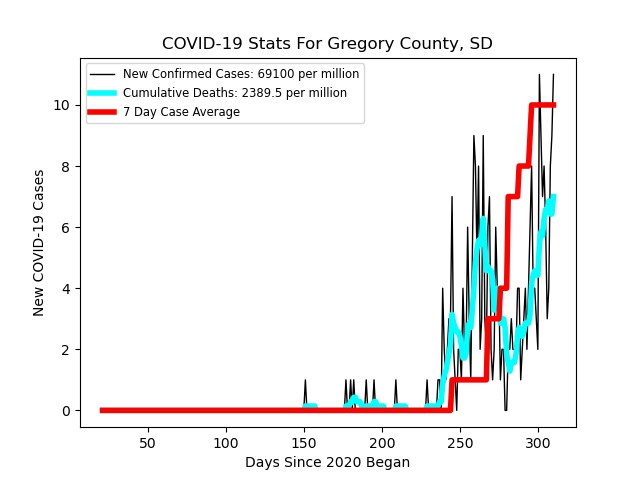 COVID-19 Stats For Gregory County, SD
New Confirmed Cases: 69100 per million
Cumulative Deaths: 2389.5 per million
7 Day Case Average
10
8
6
4
2
0
New COVID-19 Cases
50 100 150 200 250 300
Days Since 2020 Began